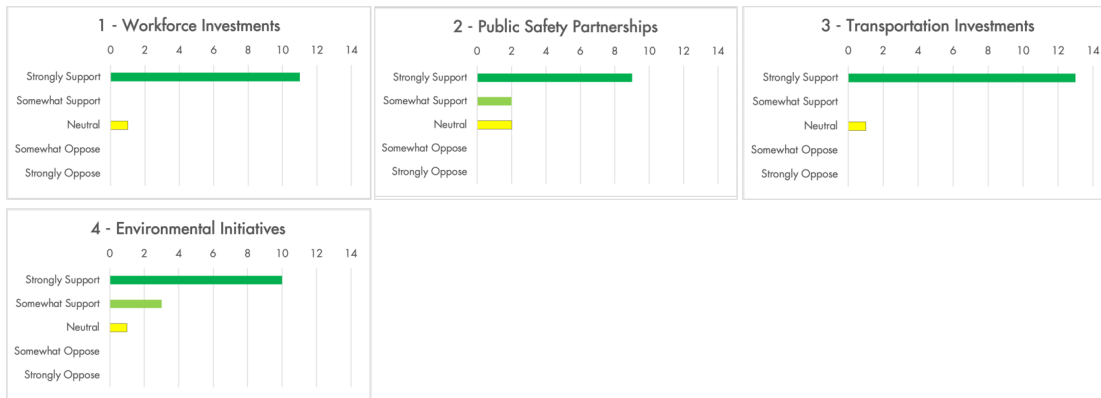 1 - Workforce Investments
0 2 4 6 8 10 12 14
Strongly Support
Somewhat Support
Neutral
Somewhat Oppose
Strongly Oppose
2 - Public Safety Partnerships
0 2 4 6 8 10 12 14
Strongly Support
Somewhat Support
Neutral
Somewhat Oppose
Strongly Oppose
3 - Transportation Investments
0 2 4 6 8 10 12 14
Strongly Support
Somewhat Support
Neutral
Somewhat Oppose
Strongly Oppose
4 - Environmental Initiatives
0 2 4 6 8 10 12 14
Strongly Support
Somewhat Support
Neutral
Somewhat Oppose
Strongly Oppose